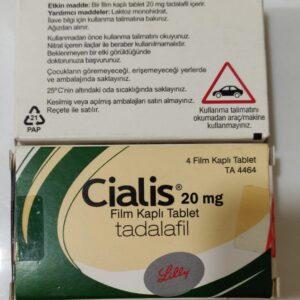 Etkin madde: Bir film kaplı tablet 20 mg tadalafil içerir.
Yardımcı maddeler: Laktoz monohidrat.
İlave bilgi için kullanma talimatına bakınız.
Ağızdan alınır.
Kullanmadan önce kullanma talimatını okuyunuz.
Nitrat içeren ilaçlar ile beraber kullanılmamalıdır.
Beklenmeyen bir etki görüldüğünde
doktorunuza başvurunuz.
Çocukların göremeyeceği, erişemeyeceği yerlerde
ve ambalajında saklayınız.
25°C'nin altındaki oda sıcaklığında saklayınız.
Kesilmiş veya açılmış ambalajları satın almayınız.
Reçete ile satılır.
Kullanma talimatını
okumadan araç/makine
kullanmayınız.
21
PAP
4 Film Kaplı Tablet
TA 4464
Cialis® 20 mg
Film Kaplı Tablet
tadalafil
Lilly